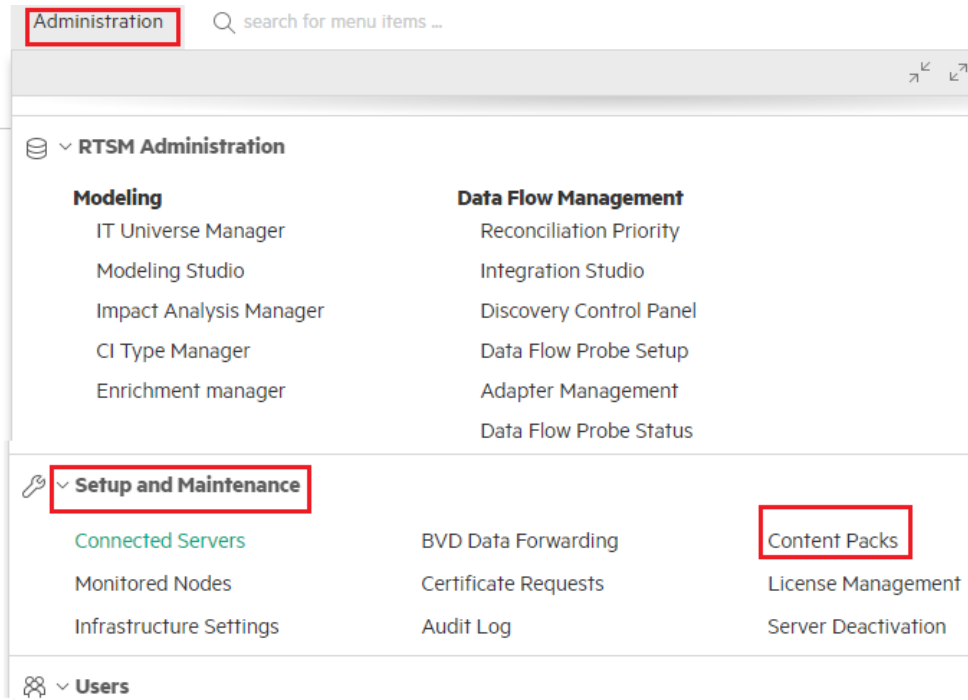 Administration
search for menu items ...
RTSM Administration
Modeling
IT Universe Manager
Modeling Studio
Impact Analysis Manager
CI Type Manager
Enrichment manager
Data Flow Management
Reconciliation Priority
Integration Studio
Discovery Control Panel
Data Flow Probe Setup
Adapter Management
Data Flow Probe Status
Setup and Maintenance
Connected Servers
Monitored Nodes
Infrastructure Settings
BVD Data Forwarding
Certificate Requests
Audit Log
Content Packs
License Management
Server Deactivation
Users